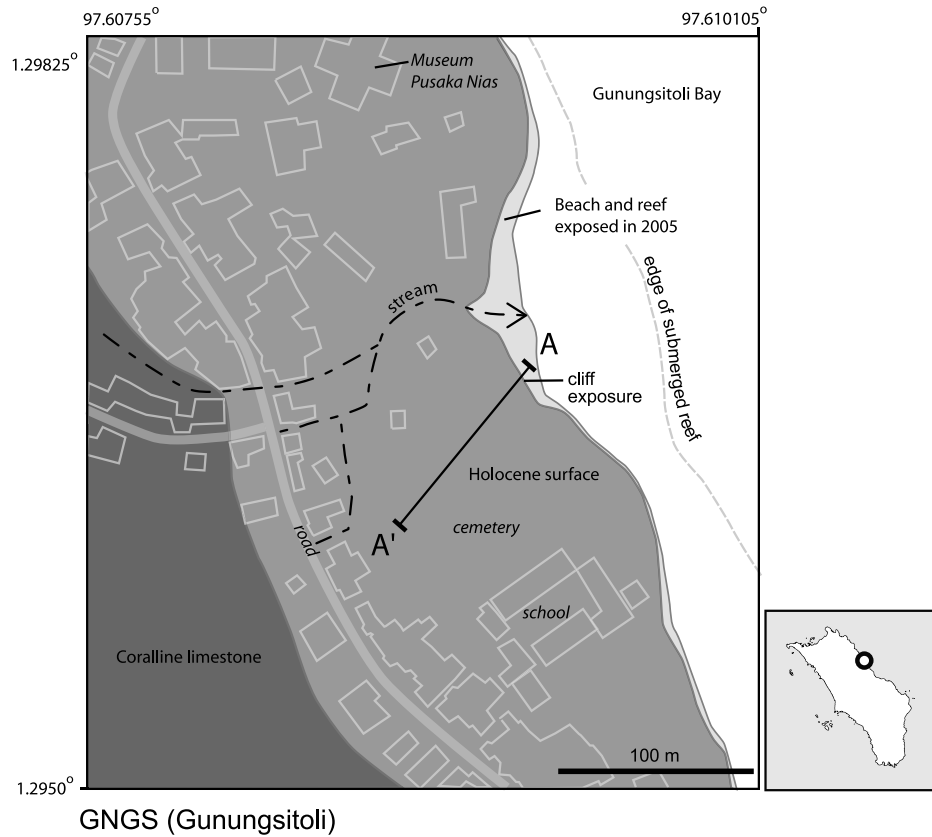 97.60755°
97.610105°
1.29825°
Museum
Pusaka Nias
Gunungsitoli Bay
Beach and reef
exposed in 2005
edge of submerged reef
stream
A
cliff
exposure
Holocene surface
cemetery
A'
road
school
Coralline limestone
100 m
1.2950°
GNGS (Gunungsitoli)